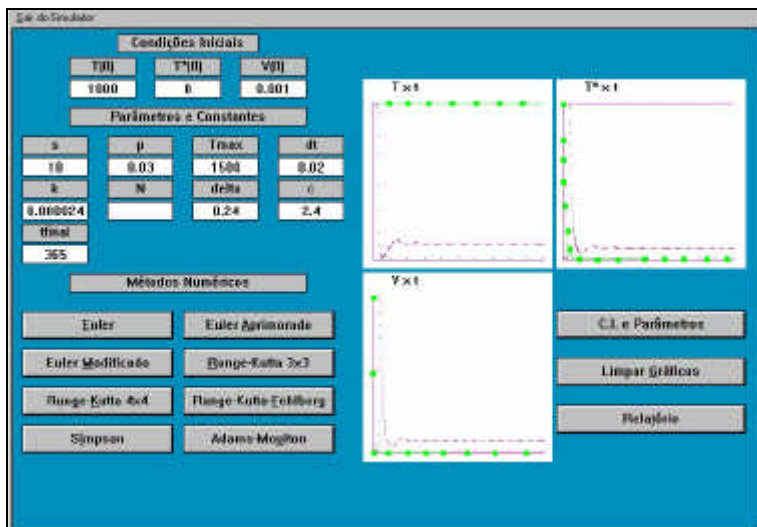 Sair do Simulador
Condições Iniciais
T(0) T*(0) V(0)
1000 0 0.001
Parâmetros e Constantes
s p Tmax dt
10 0.03 1500 0.02
k N delta c
0.000024 0.24 2.4
tfinal
365
Métodos Numéricos
Euler
Euler Aprimorado
Euler Modificado
Runge-Kutta 3x3
Runge-Kutta 4x4
Runge-Kutta-Fehlberg
Simpson
Adams-Moulton
T x t
T* x t
V x t
C.I. e Parâmetros
Limpar Gráficos
Relatório